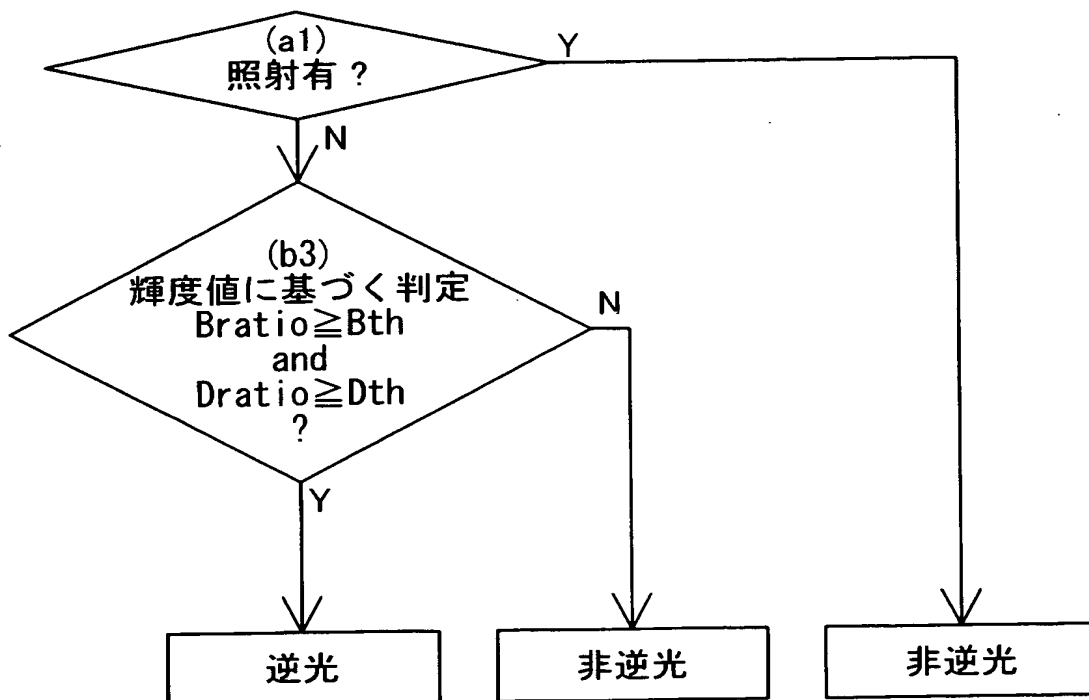 (a1)
照射有?
Y
N
(b3)
輝度値に基づく判定
Bratio≧Bth
and
Dratio≧Dth
?
N
Y
逆光
非逆光
非逆光